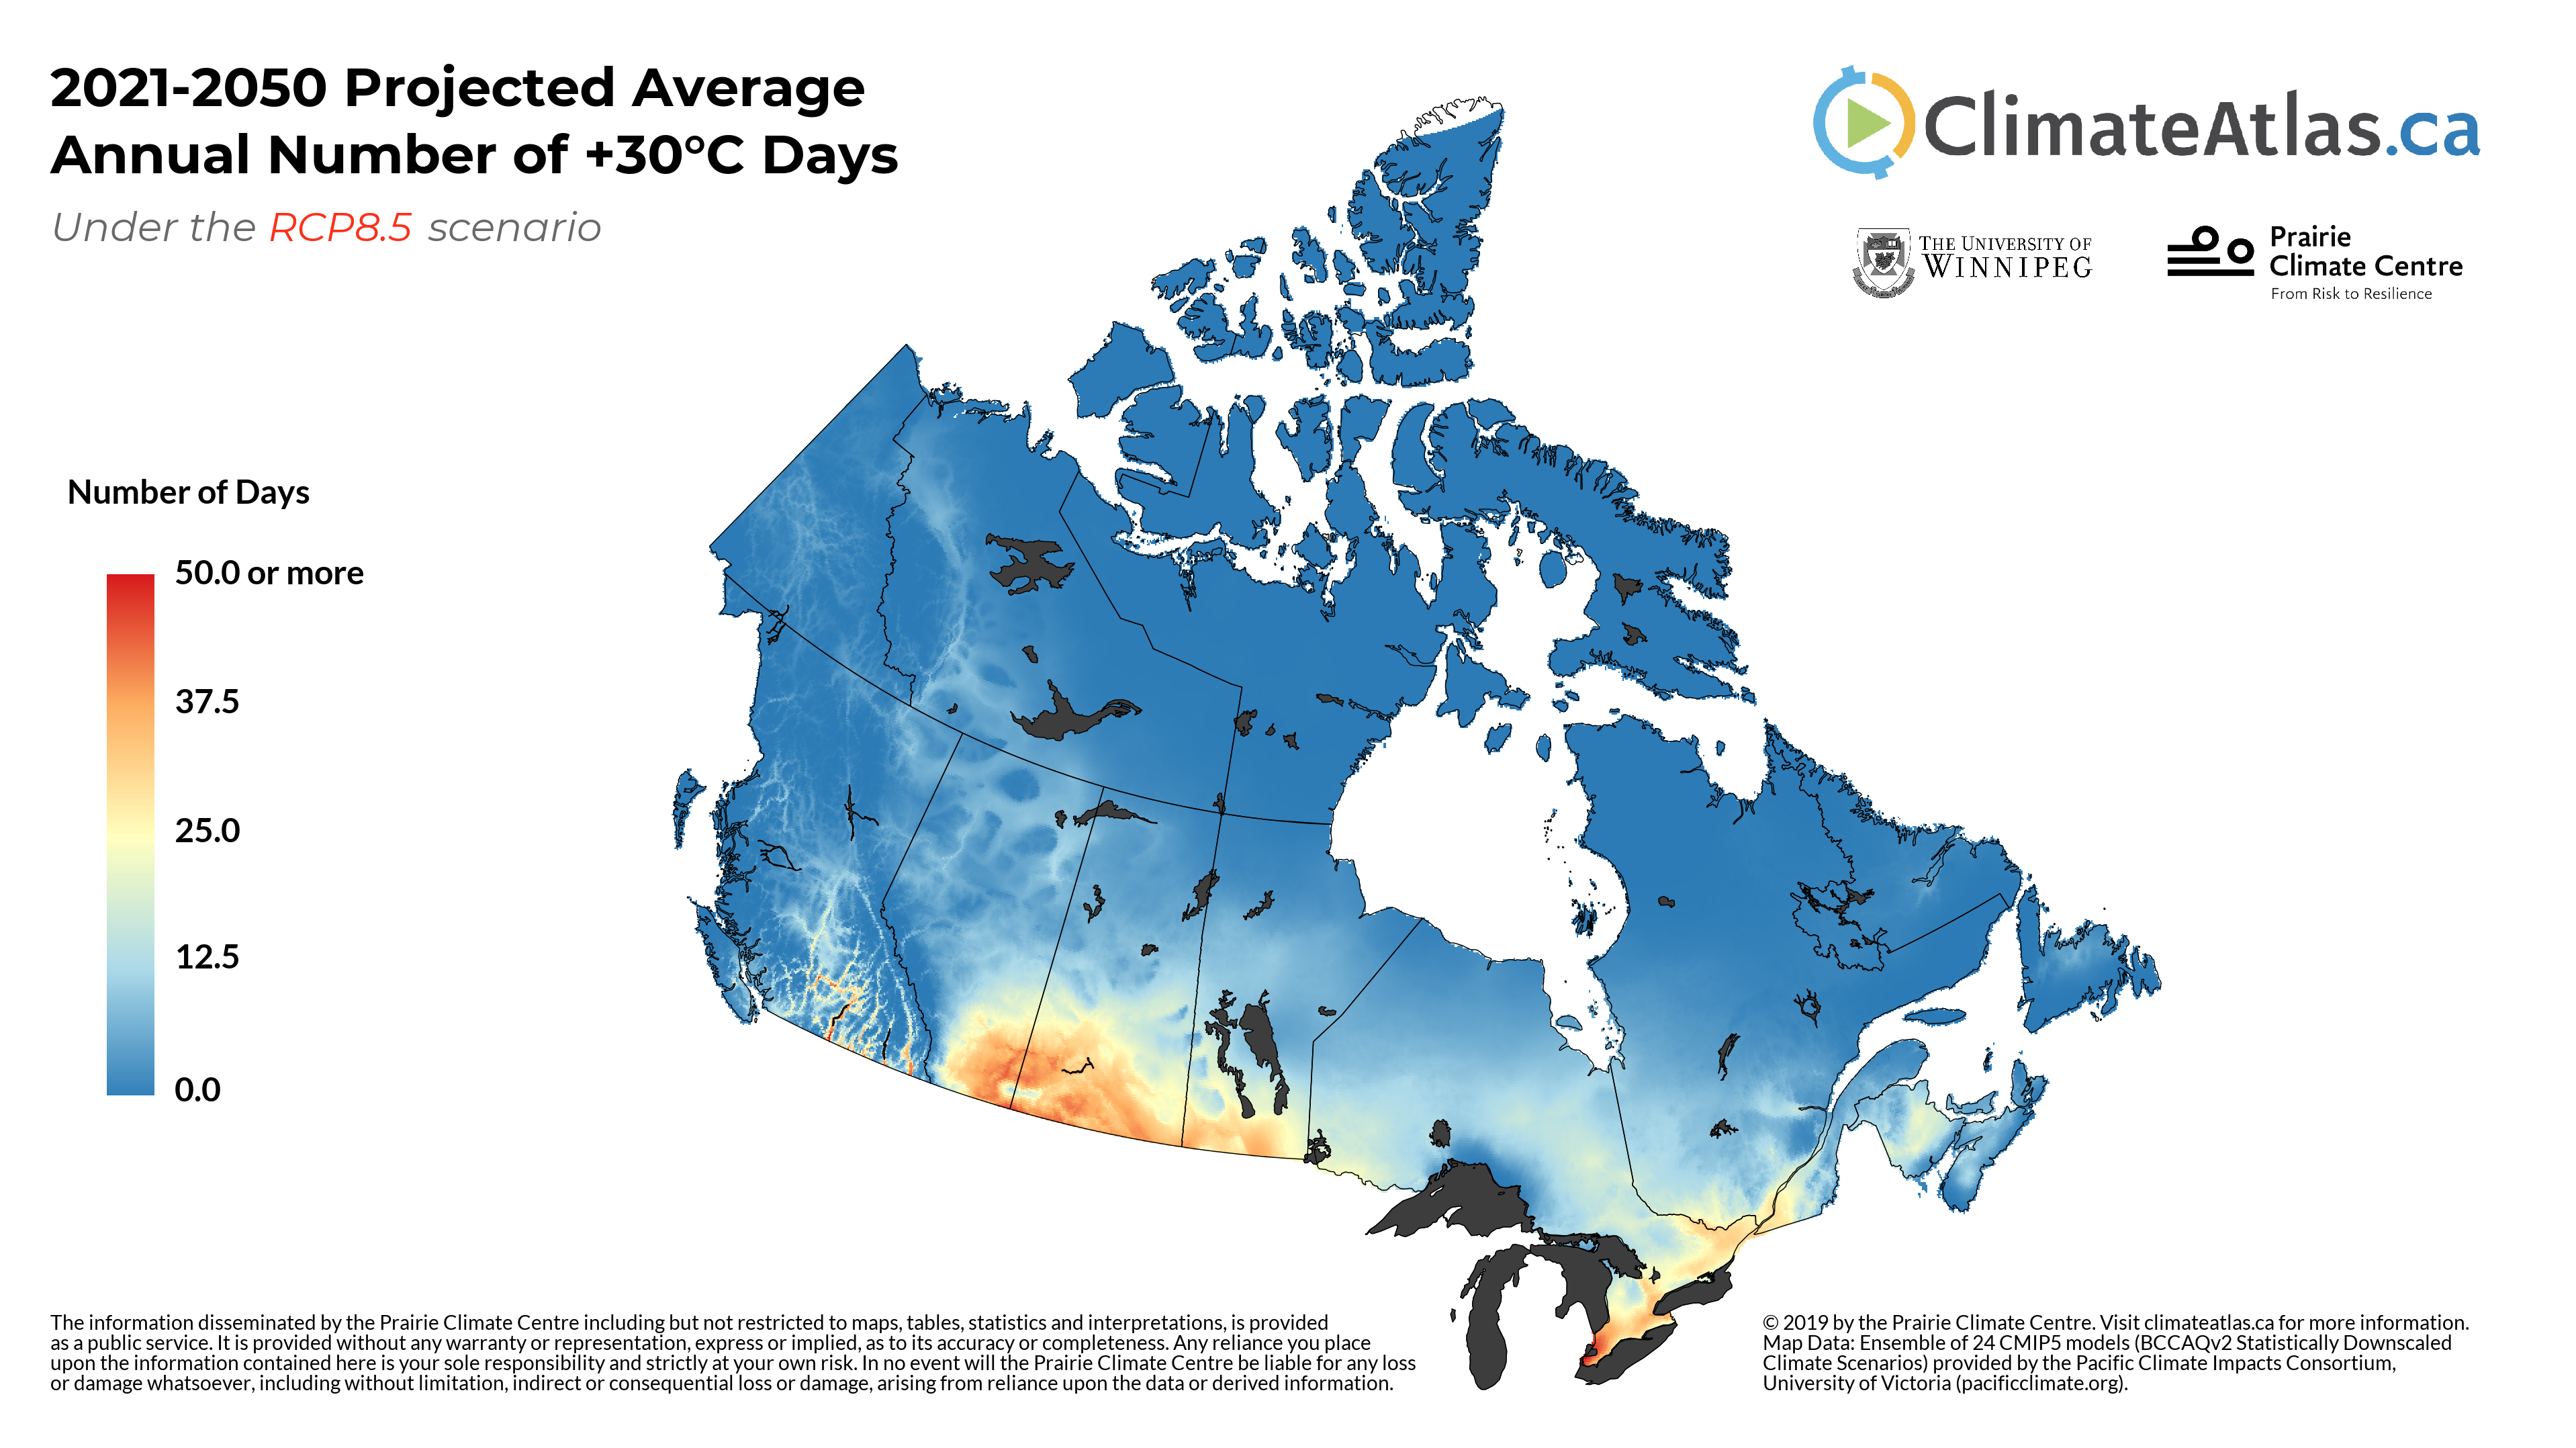 2021-2050 Projected Average
Annual Number of +30°C Days
Under the RCP8.5 scenario
ClimateAtlas.ca
THE UNIVERSITY OF
WINNIPEG
Prairie
Climate Centre
From Risk to Resilience
Number of Days
50.0 or more
37.5
25.0
12.5
0.0
The information disseminated by the Prairie Climate Centre including but not restricted to maps, tables, statistics and interpretations, is provided
as a public service. It is provided without any warranty or representation, express or implied, as to its accuracy or completeness. Any reliance you place
upon the information contained here is your sole responsibility and strictly at your own risk. In no event will the Prairie Climate Centre be liable for any loss
or damage whatsoever, including without limitation, indirect or consequential loss or damage, arising from reliance upon the data or derived information.
© 2019 by the Prairie Climate Centre. Visit climateatlas.ca for more information.
Map Data: Ensemble of 24 CMIP5 models (BCCAQv2 Statistically Downscaled
Climate Scenarios) provided by the Pacific Climate Impacts Consortium,
University of Victoria (pacificclimate.org).